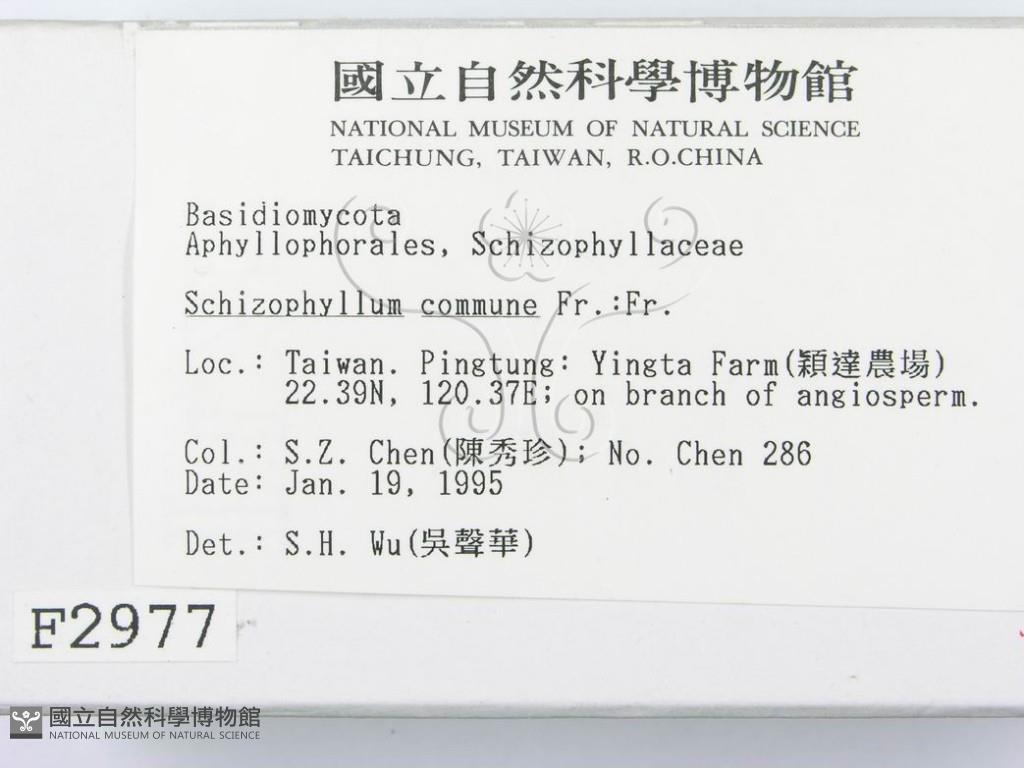 國立自然科學博物館
NATIONAL MUSEUM OF NATURAL SCIENCE
TAICHUNG, TAIWAN, R.O.CHINA
Basidiomycota
Aphyllophorales, Schizophyllaceae
Schizophyllum commune Fr.:Fr.
Loc.: Taiwan. Pingtung: Yingta Farm(穎達農場)
22.39N, 120.37E; on branch of angiosperm.
Col.: S.Z. Chen(陳秀珍); No. Chen 286
Date: Jan. 19, 1995
Det.: S.H. Wu(吳聲華)
F2977
國立自然科學博物館
NATIONAL MUSEUM OF NATURAL SCIENCE